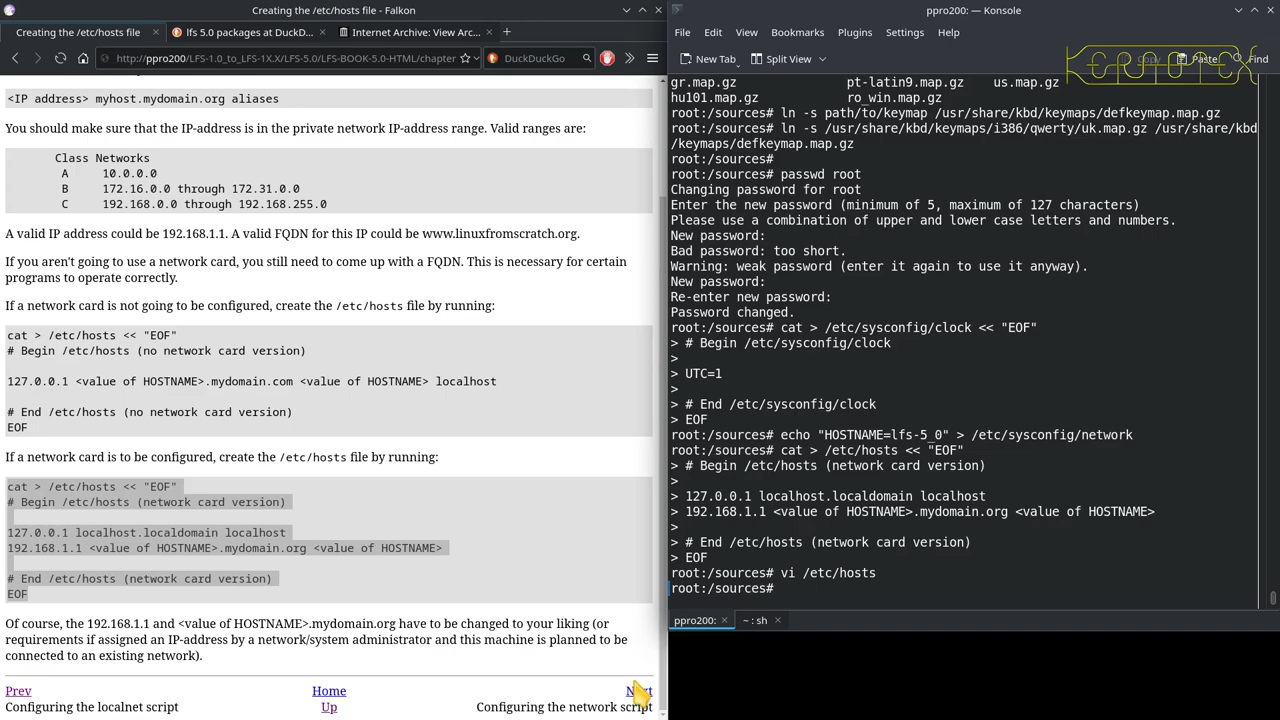 Creating the /etc/hosts file - Falkon
Creating the /etc/hosts file
lfs 5.0 packages at DuckD...
Internet Archive: View Arc...
http://ppro200/LFS-1.0_to_LFS-1X.X/LFS-5.0/LFS-BOOK-5.0-HTML/chapter
DuckDuckGo
<IP address> myhost.mydomain.org aliases
You should make sure that the IP-address is in the private network IP-address range. Valid ranges are:
Class Networks
A 10.0.0.0
B 172.16.0.0 through 172.31.0.0
C 192.168.0.0 through 192.168.255.0
A valid IP address could be 192.168.1.1. A valid FQDN for this IP could be www.linuxfromscratch.org.
If you aren't going to use a network card, you still need to come up with a FQDN. This is necessary for certain
programs to operate correctly.
If a network card is not going to be configured, create the /etc/hosts file by running:
cat > /etc/hosts << "EOF"
# Begin /etc/hosts (no network card version)
127.0.0.1 <value of HOSTNAME>.mydomain.com <value of HOSTNAME> localhost
# End /etc/hosts (no network card version)
EOF
If a network card is to be configured, create the /etc/hosts file by running:
cat > /etc/hosts << "EOF"
# Begin /etc/hosts (network card version)
127.0.0.1 localhost.localdomain localhost
192.168.1.1 <value of HOSTNAME>.mydomain.org <value of HOSTNAME>
# End /etc/hosts (network card version)
EOF
Of course, the 192.168.1.1 and <value of HOSTNAME>.mydomain.org have to be changed to your liking (or
requirements if assigned an IP-address by a network/system administrator and this machine is planned to be
connected to an existing network).
Prev Home Next
Configuring the localnet script Up Configuring the network script
ppro200: — Konsole
File Edit View Bookmarks Plugins Settings Help
New Tab Split View Copy Paste Find
gr.map.gz pt-latin9.map.gz us.map.gz
hu101.map.gz ro_win.map.gz
root:/sources# ln -s path/to/keymap /usr/share/kbd/keymaps/defkeymap.map.gz
root:/sources# ln -s /usr/share/kbd/keymaps/i386/qwerty/uk.map.gz /usr/share/kbd
/keymaps/defkeymap.map.gz
root:/sources#
root:/sources# passwd root
Changing password for root
Enter the new password (minimum of 5, maximum of 127 characters)
Please use a combination of upper and lower case letters and numbers.
New password:
Bad password: too short.
Warning: weak password (enter it again to use it anyway).
New password:
Re-enter new password:
Password changed.
root:/sources# cat > /etc/sysconfig/clock << "EOF"
> # Begin /etc/sysconfig/clock
>
> UTC=1
>
> # End /etc/sysconfig/clock
> EOF
root:/sources# echo "HOSTNAME=lfs-5_0" > /etc/sysconfig/network
root:/sources# cat > /etc/hosts << "EOF"
> # Begin /etc/hosts (network card version)
>
> 127.0.0.1 localhost.localdomain localhost
> 192.168.1.1 <value of HOSTNAME>.mydomain.org <value of HOSTNAME>
>
> # End /etc/hosts (network card version)
> EOF
root:/sources# vi /etc/hosts
root:/sources#
ppro200:
~ : sh